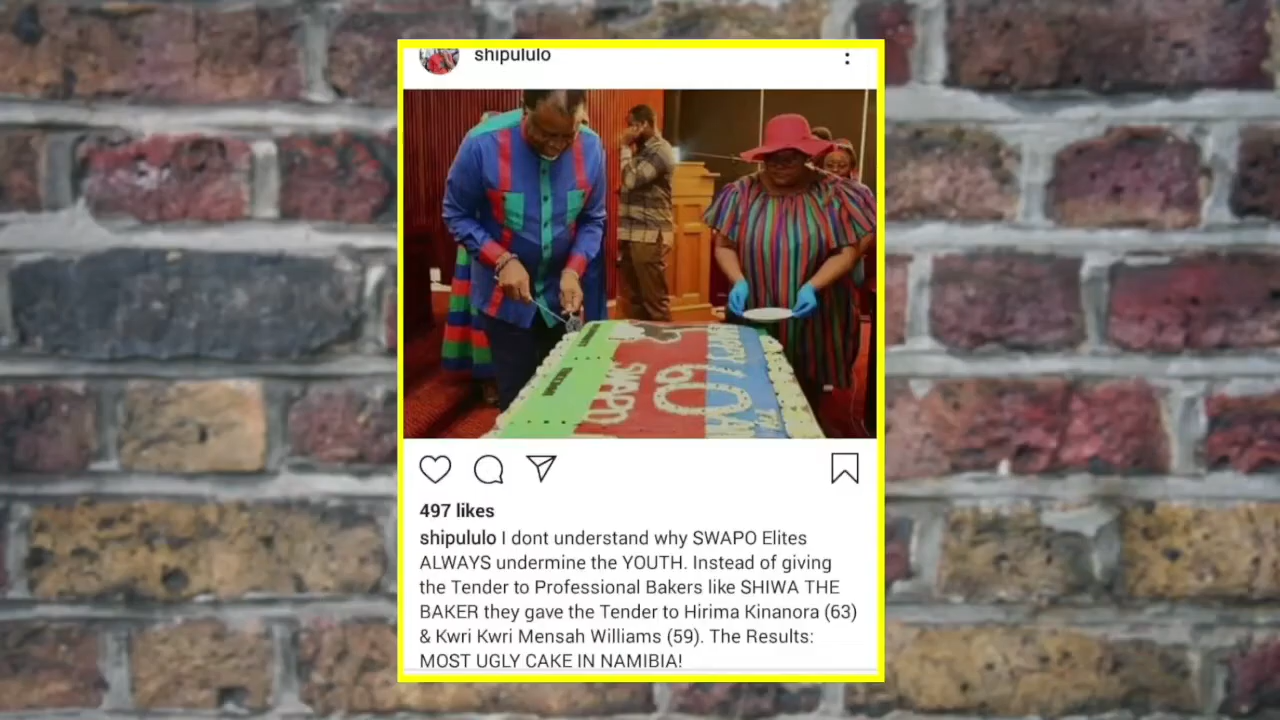 shipululo
SWAPO
60
497 likes
shipululo I dont understand why SWAPO Elites
ALWAYS undermine the YOUTH. Instead of giving
the Tender to Professional Bakers like SHIWA THE
BAKER they gave the Tender to Hirima Kinanora (63)
& Kwri Kwri Mensah Williams (59). The Results:
MOST UGLY CAKE IN NAMIBIA!